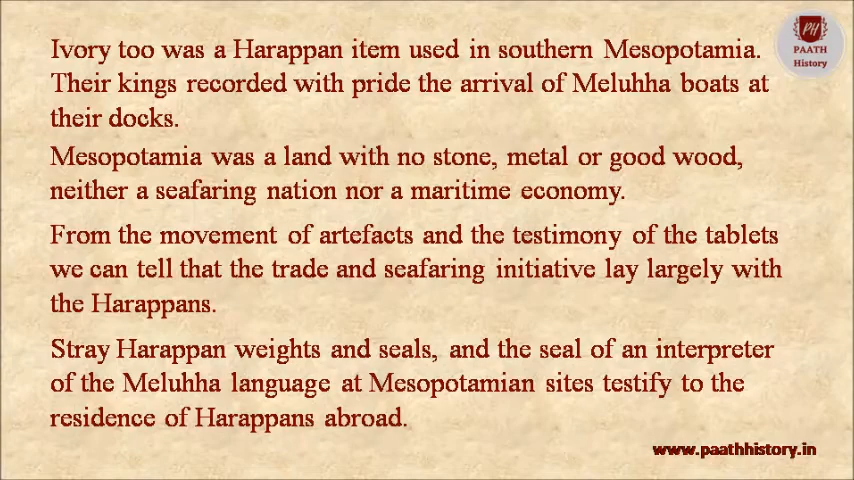 PH
PAATH
History
Ivory too was a Harappan item used in southern Mesopotamia.
Their kings recorded with pride the arrival of Meluhha boats at
their docks.
Mesopotamia was a land with no stone, metal or good wood,
neither a seafaring nation nor a maritime economy.
From the movement of artefacts and the testimony of the tablets
we can tell that the trade and seafaring initiative lay largely with
the Harappans.
Stray Harappan weights and seals, and the seal of an interpreter
of the Meluhha language at Mesopotamian sites testify to the
residence of Harappans abroad.
www.paathhistory.in